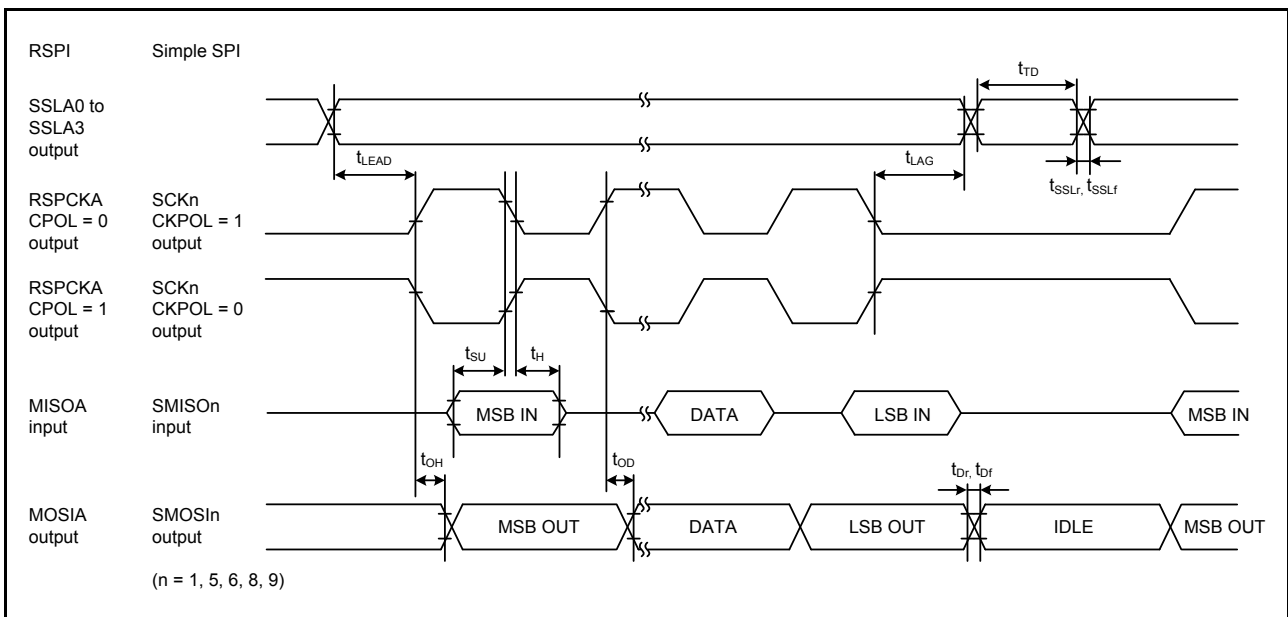 RSPI Simple SPI
tTD
SSLA0 to
SSLA3
output
tLEAD tLAG
tSSLr, tSSLf
RSPCKA SCKn
CPOL = 0 CKPOL = 1
output output
RSPCKA SCKn
CPOL = 1 CKPOL = 0
output output
tSU tH
MISOA SMISOn
input input
MSB IN DATA LSB IN MSB IN
tOH tOD tDr, tDf
MOSIA SMOSIn
output output
MSB OUT DATA LSB OUT IDLE MSB OUT
(n = 1, 5, 6, 8, 9)